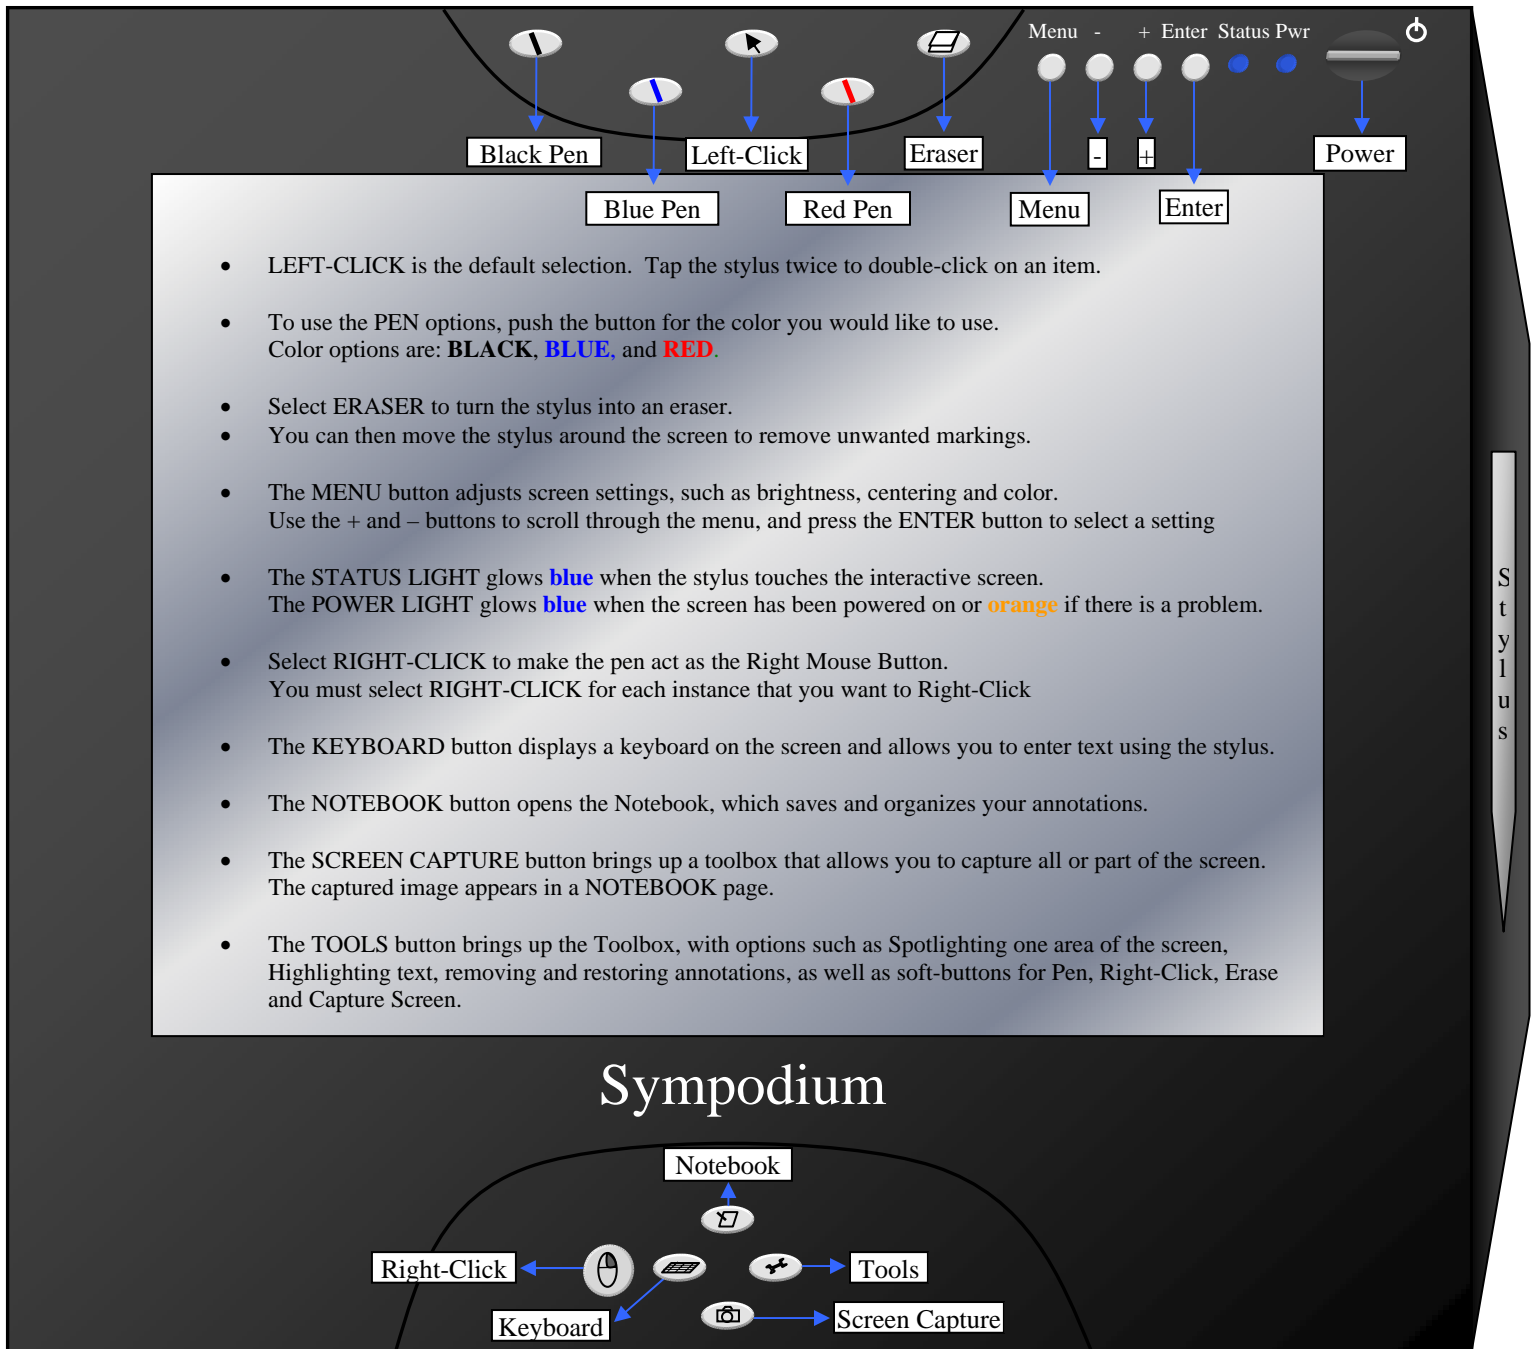 Menu - + Enter Status Pwr
Black Pen
Left-Click
Eraser
-
+
Power
Blue Pen
Red Pen
Menu
Enter
• LEFT-CLICK is the default selection. Tap the stylus twice to double-click on an item.
• To use the PEN options, push the button for the color you would like to use.
Color options are: BLACK, BLUE, and RED.
• Select ERASER to turn the stylus into an eraser.
• You can then move the stylus around the screen to remove unwanted markings.
• The MENU button adjusts screen settings, such as brightness, centering and color.
Use the + and – buttons to scroll through the menu, and press the ENTER button to select a setting
• The STATUS LIGHT glows blue when the stylus touches the interactive screen.
The POWER LIGHT glows blue when the screen has been powered on or orange if there is a problem.
• Select RIGHT-CLICK to make the pen act as the Right Mouse Button.
You must select RIGHT-CLICK for each instance that you want to Right-Click
• The KEYBOARD button displays a keyboard on the screen and allows you to enter text using the stylus.
• The NOTEBOOK button opens the Notebook, which saves and organizes your annotations.
• The SCREEN CAPTURE button brings up a toolbox that allows you to capture all or part of the screen.
The captured image appears in a NOTEBOOK page.
• The TOOLS button brings up the Toolbox, with options such as Spotlighting one area of the screen,
Highlighting text, removing and restoring annotations, as well as soft-buttons for Pen, Right-Click, Erase
and Capture Screen.
Stylus
Sympodium
Notebook
Right-Click
Tools
Keyboard
Screen Capture